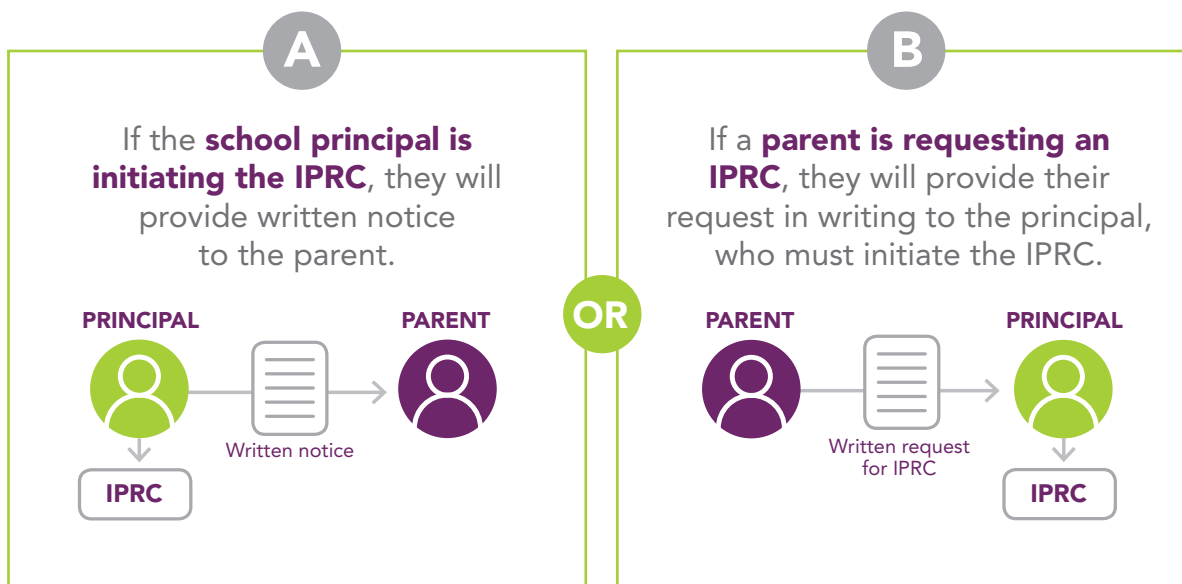 A
If the school principal is
initiating the IPRC, they will
provide written notice
to the parent.
PRINCIPAL
PARENT
Written notice
IPRC
OR
B
If a parent is requesting an
IPRC, they will provide their
request in writing to the principal,
who must initiate the IPRC.
PARENT
PRINCIPAL
Written request
for IPRC
IPRC